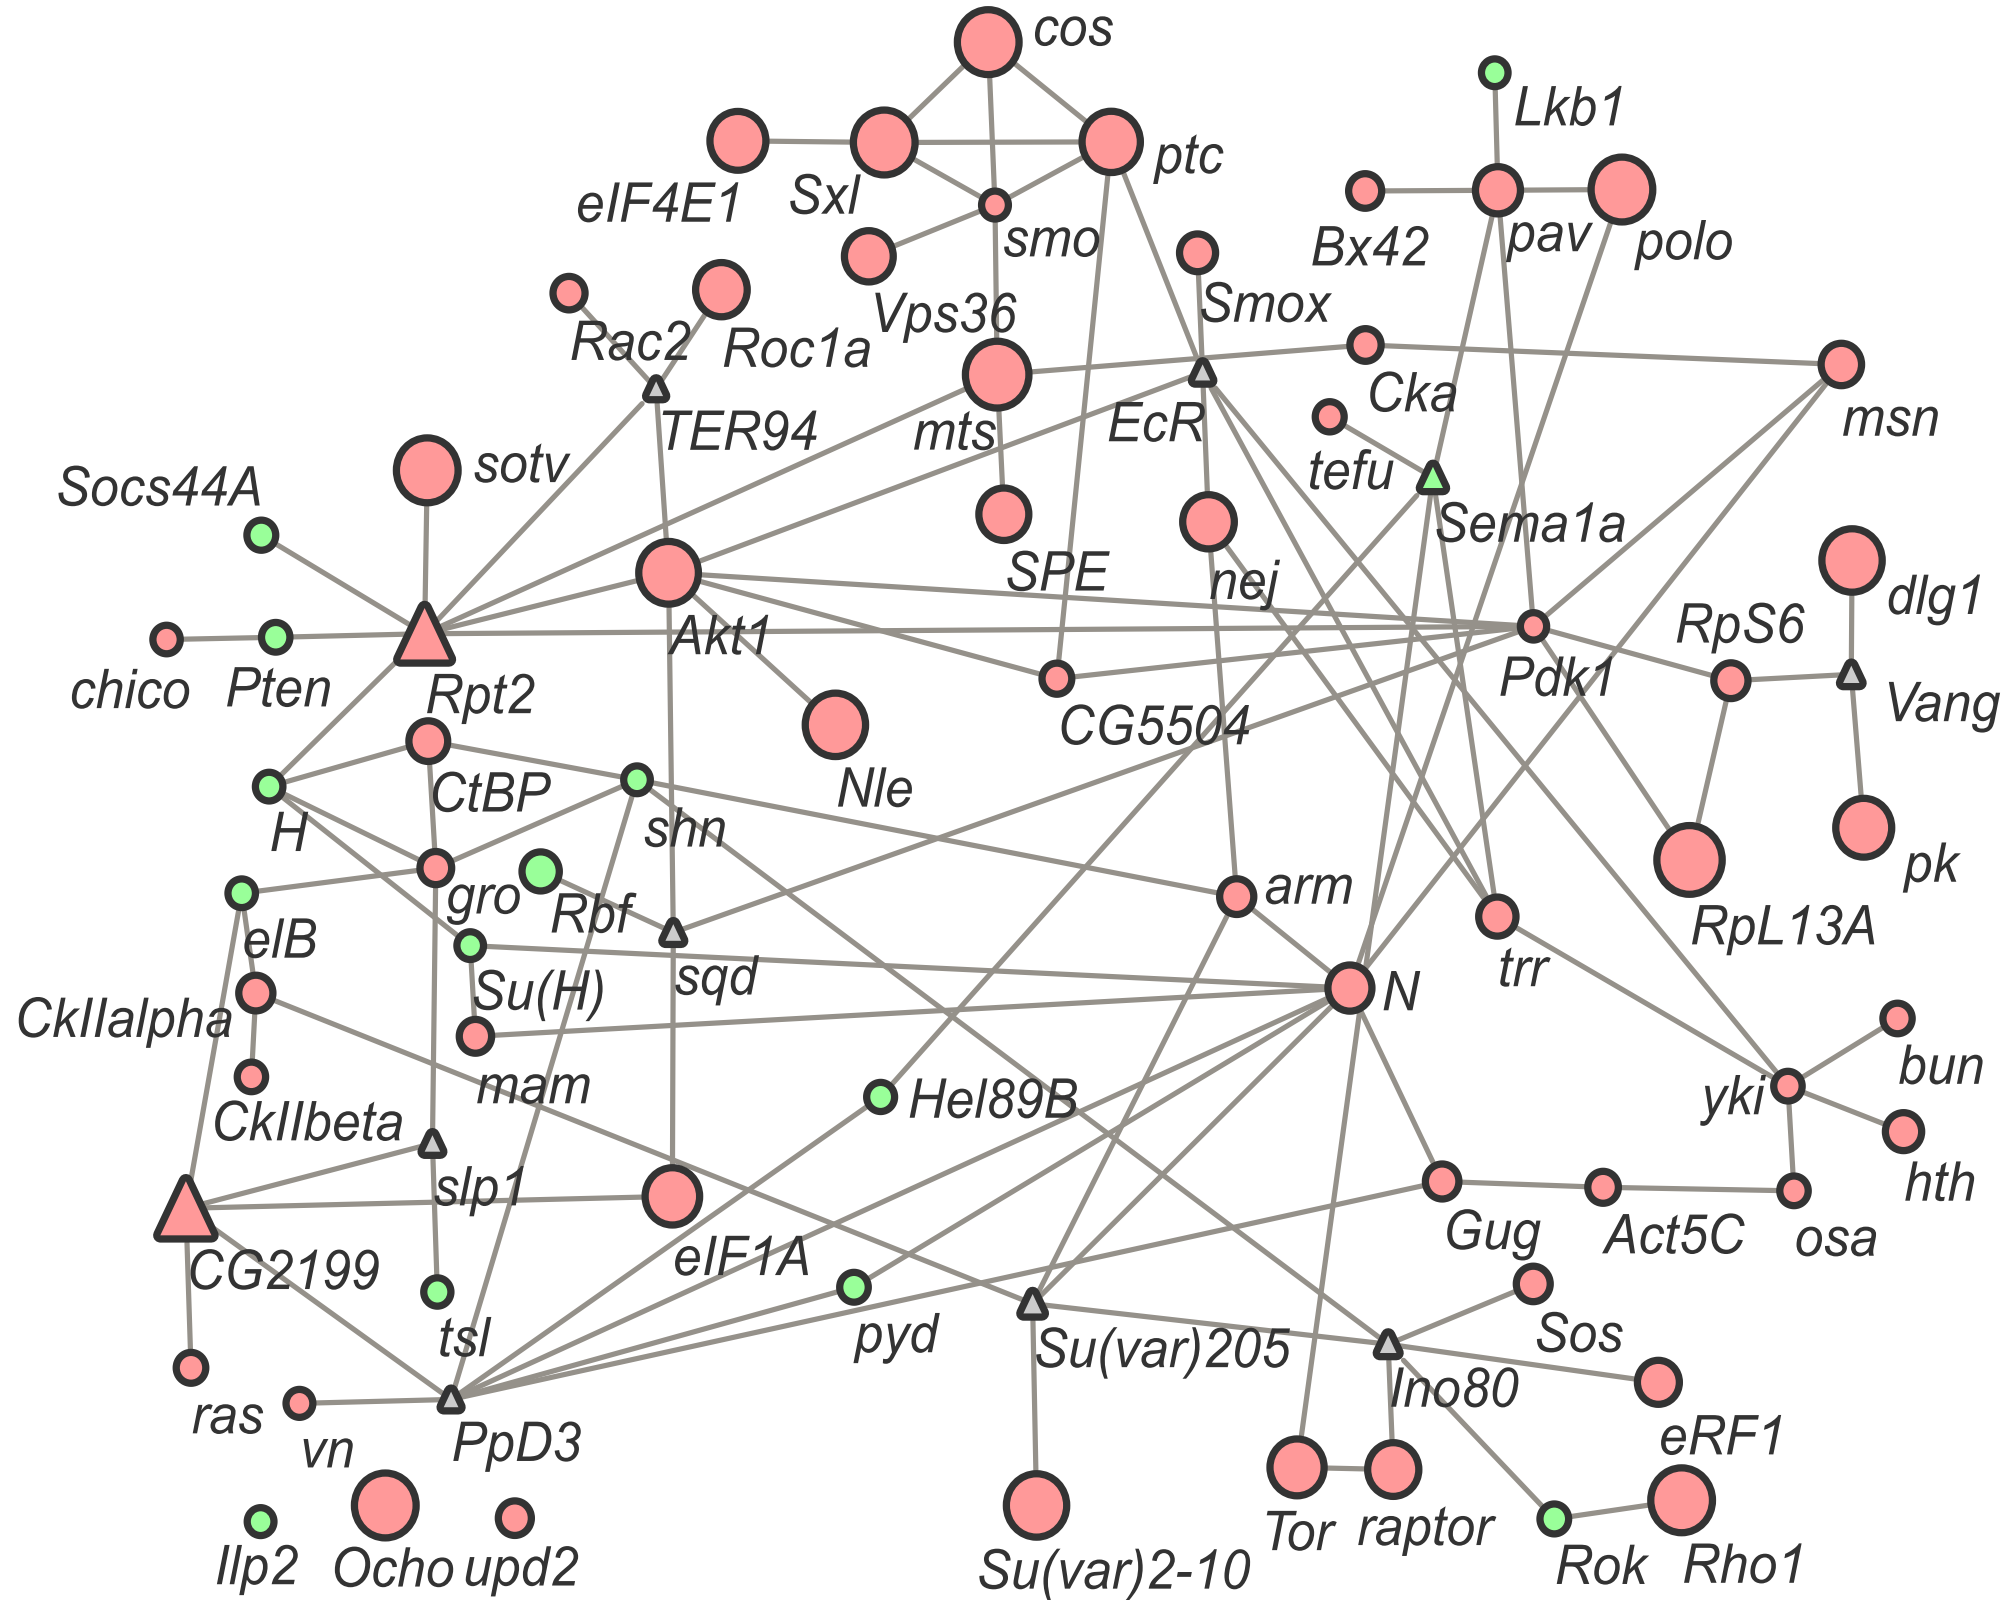 cos
Lkb1
ptc
eIF4E1
Sxl
smo
Bx42
pav
polo
Rac2
Roc1a
Vps36
Smox
TER94
mts
EcR
Cka
msn
Socs44A
sotv
tefu
Sema1a
SPE
nej
dlg1
chico
Pten
Rpt2
Akt1
RpS6
Pdk1
Vang
CG5504
H
CtBP
shn
Nle
pk
elB
gro
Rbf
arm
RpL13A
CkIIalpha
Su(H)
sqd
N
trr
CkIIbeta
mam
Hel89B
yki
bun
slp1
hth
CG2199
eIF1A
Gug
Act5C
osa
tsl
pyd
Su(var)205
Sos
ras
vn
PpD3
Ino80
eRF1
Ilp2
Ocho
upd2
Su(var)2-10
Tor
raptor
Rok
Rho1